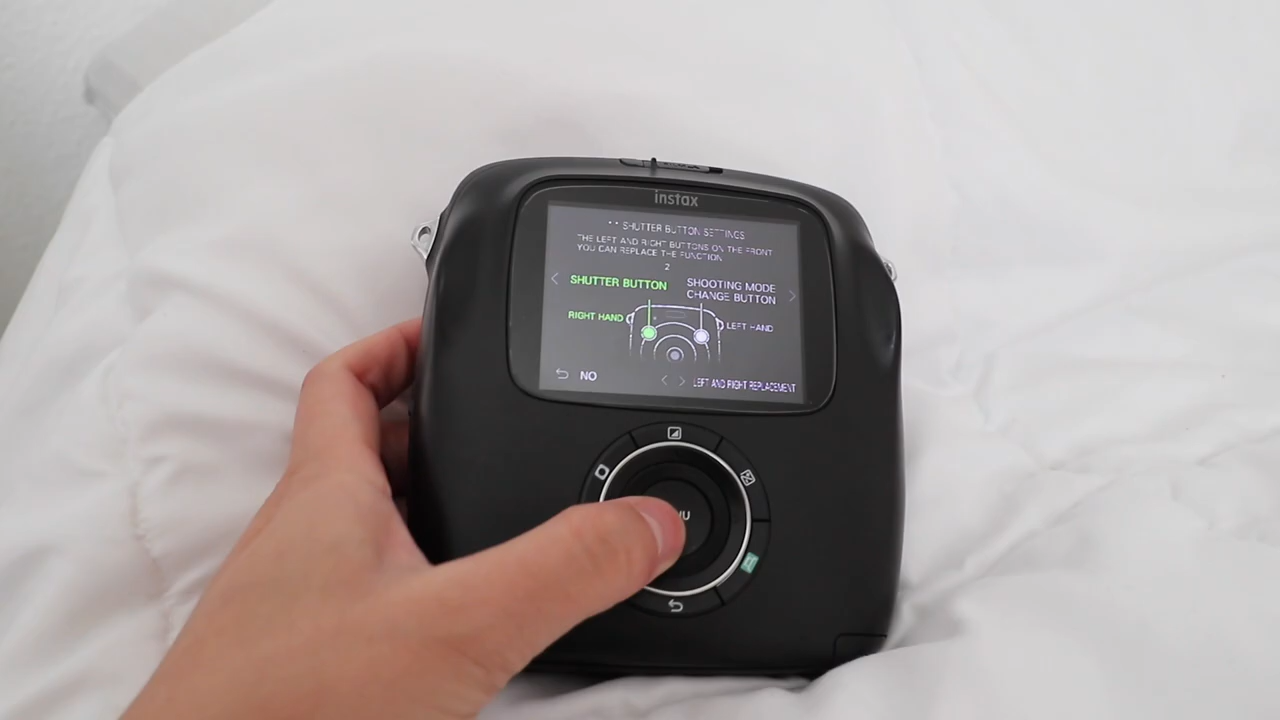 instax
SHUTTER BUTTON SETTINGS
THE LEFT AND RIGHT BUTTONS ON THE FRONT
YOU CAN REPLACE THE FUNCTION
2
SHUTTER BUTTON
SHOOTING MODE
CHANGE BUTTON
RIGHT HAND
LEFT HAND
NO
LEFT AND RIGHT REPLACEMENT
NU